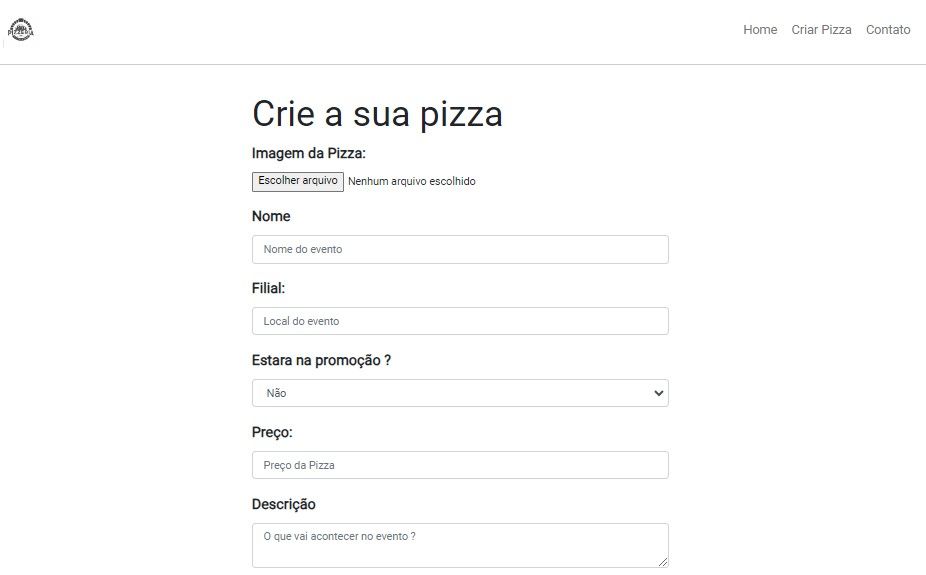 PIZZERIA
Home Criar Pizza Contato
Crie a sua pizza
Imagem da Pizza:
Escolher arquivo Nenhum arquivo escolhido
Nome
Nome do evento
Filial:
Local do evento
Estara na promoção ?
Não
Preço:
Preço da Pizza
Descrição
O que vai acontecer no evento ?